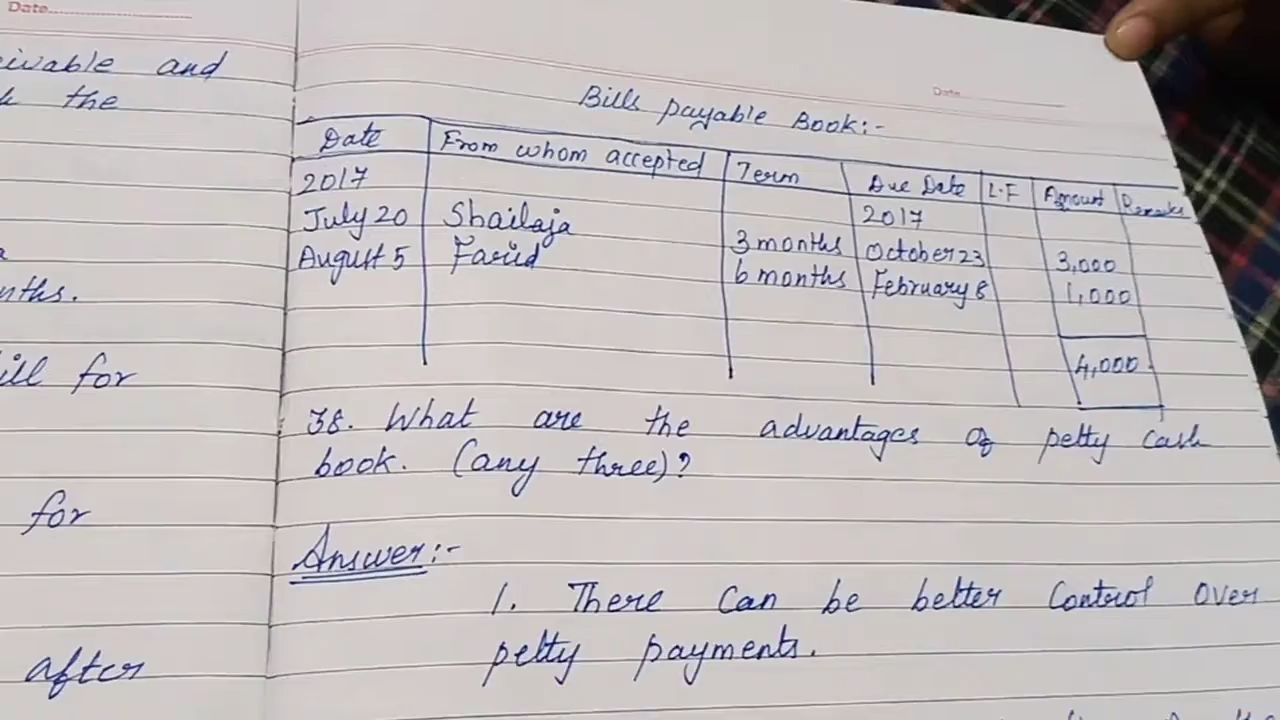 Date
eivable and
the
nths.
ill for
for
after
Date
Bills payable Book:-
Date From whom accepted Term Due Date L.F Amount Remarks
2017 2017
July 20 Shailaja 3 months October 23 3,000
August 5 Farid 6 months February 8 1,000
4,000
38. What are the advantages of petty cash
book. (any three)?
Answer:-
1. There can be better control over
petty payments.